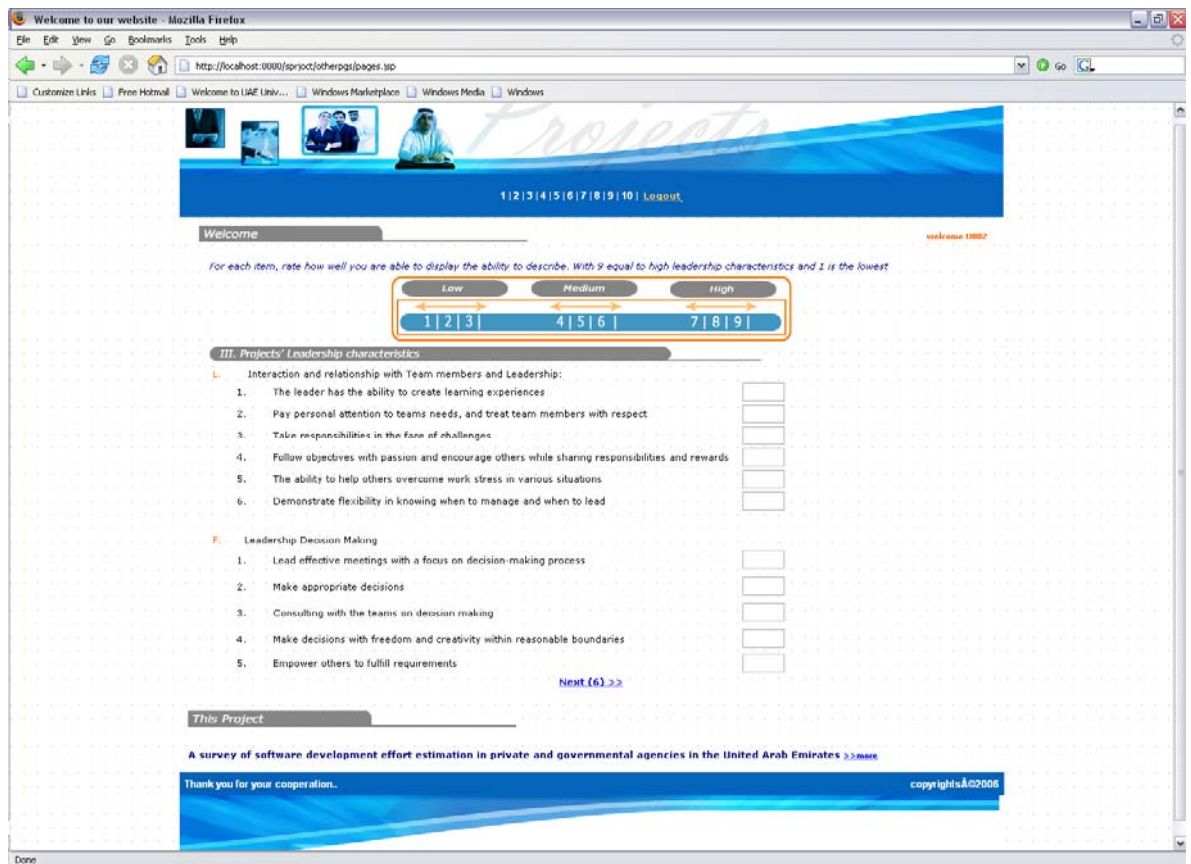 Welcome to our website - Mozilla Firefox
File Edit View Go Bookmarks Tools Help
http://localhost:8080/sprjoct/otherpgs/pages.jsp Go
Customize Links Free Hotmail Welcome to UAE Univ... Windows Marketplace Windows Media Windows
Projects
1|2|3|4|5|6|7|8|9|10| Logout
Welcome
welcome U002
For each item, rate how well you are able to display the ability to describe. With 9 equal to high leadership characteristics and 1 is the lowest
Low Medium High
1|2|3| 4|5|6| 7|8|9|
III. Projects' Leadership characteristics
Interaction and relationship with Team members and Leadership:
1. The leader has the ability to create learning experiences
2. Pay personal attention to teams needs, and treat team members with respect
3. Take responsibilities in the face of challenges
4. Follow objectives with passion and encourage others while sharing responsibilities and rewards
5. The ability to help others overcome work stress in various situations
6. Demonstrate flexibility in knowing when to manage and when to lead
F. Leadership Decision Making
1. Lead effective meetings with a focus on decision-making process
2. Make appropriate decisions
3. Consulting with the teams on decision making
4. Make decisions with freedom and creativity within reasonable boundaries
5. Empower others to fulfill requirements
Next (6) >>
This Project
A survey of software development effort estimation in private and governmental agencies in the United Arab Emirates >>more
Thank you for your cooperation.. copyrightsÂ©2006
Done